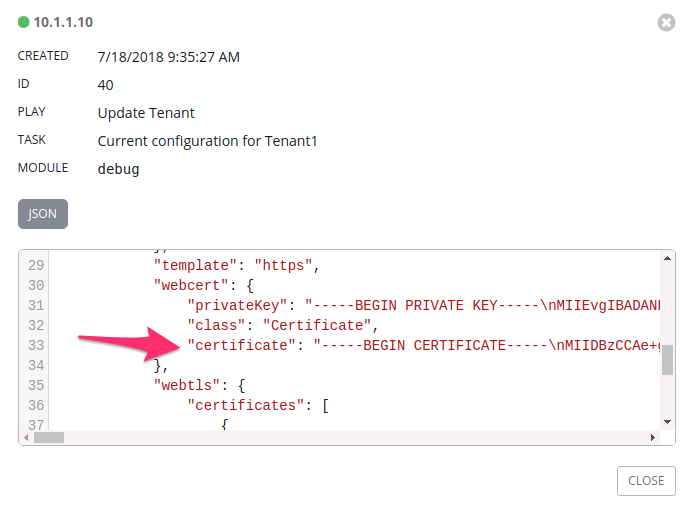 10.1.1.10
CREATED 7/18/2018 9:35:27 AM
ID 40
PLAY Update Tenant
TASK Current configuration for Tenant1
MODULE debug
JSON
29 "template": "https",
30 "webcert": {
31 "privateKey": "-----BEGIN PRIVATE KEY-----\nMIIEvgIBADANB
32 "class": "Certificate",
33 "certificate": "-----BEGIN CERTIFICATE-----\nMIIDBzCCAe+g
34 },
35 "webtls": {
36 "certificates": [
37 {
CLOSE